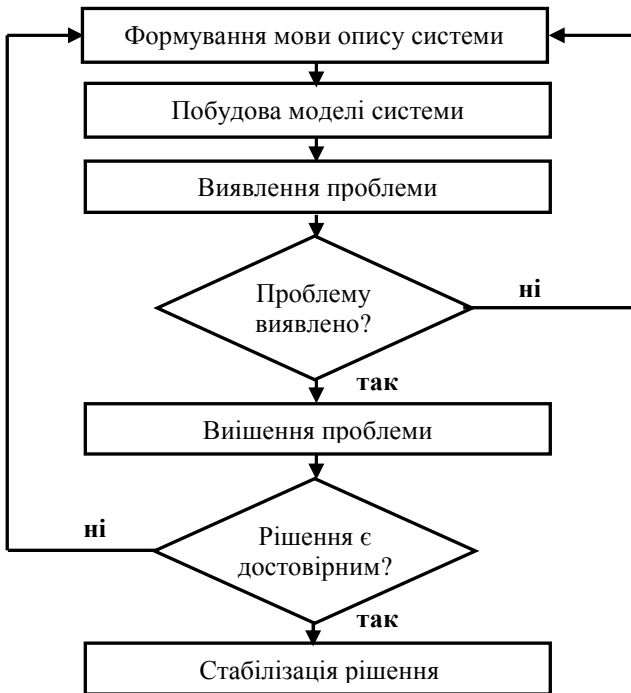 Формування мови опису системи
Побудова моделі системи
Виявлення проблеми
Проблему
виявлено?
ні
так
Виішення проблеми
ні
Рішення є
достовірним?
так
Стабілізація рішення